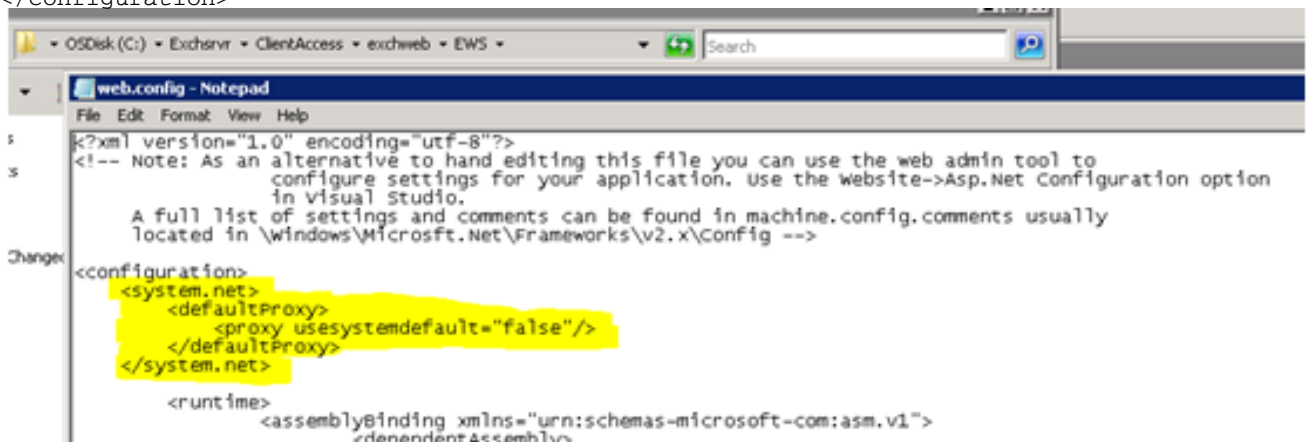 </configuration>
OSDisk (C:) ▾ Exchsrvr ▾ ClientAccess ▾ exchweb ▾ EWS ▾
Search
web.config - Notepad
File Edit Format View Help
<?xml version="1.0" encoding="utf-8"?>
<!-- Note: As an alternative to hand editing this file you can use the web admin tool to
configure settings for your application. Use the Website->Asp.Net Configuration option
in Visual Studio.
A full list of settings and comments can be found in machine.config.comments usually
located in \Windows\Microsft.Net\Frameworks\v2.x\Config -->
Changed
<configuration>
<system.net>
<defaultProxy>
<proxy usesystemdefault="false"/>
</defaultProxy>
</system.net>
<runtime>
<assemblyBinding xmlns="urn:schemas-microsoft-com:asm.v1">
<dependentAssembly>